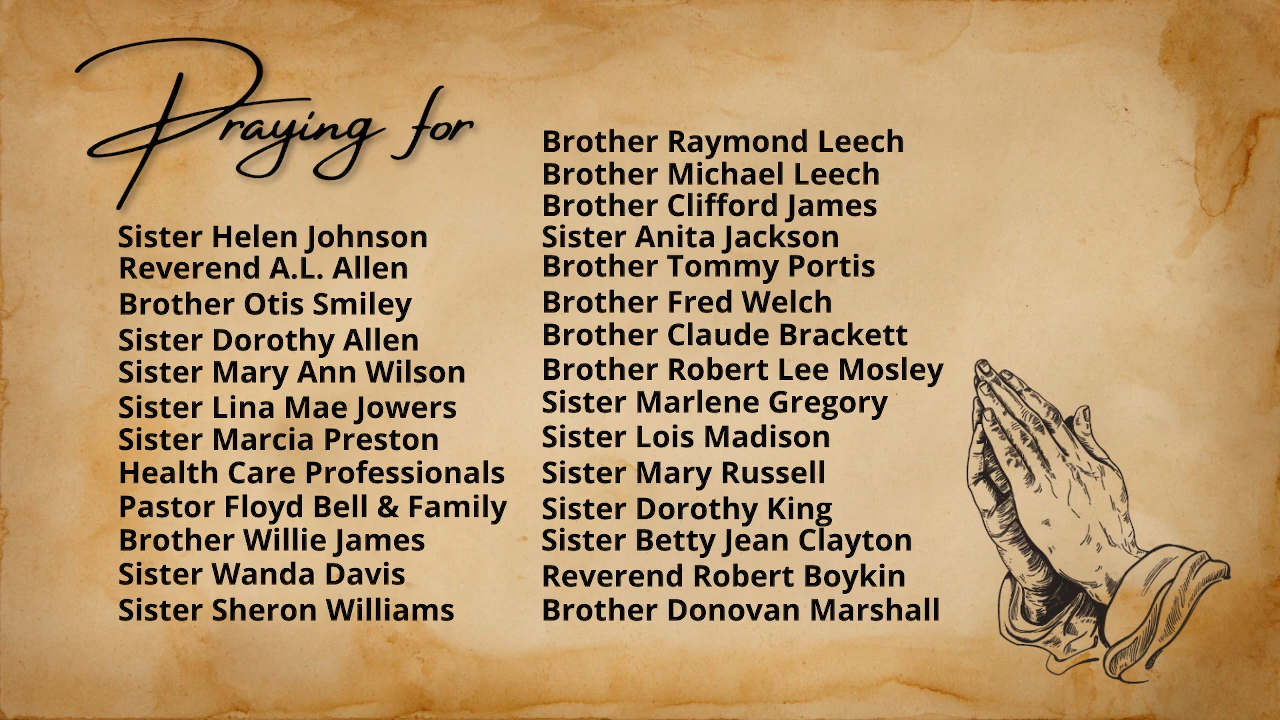 Praying for
Sister Helen Johnson
Reverend A.L. Allen
Brother Otis Smiley
Sister Dorothy Allen
Sister Mary Ann Wilson
Sister Lina Mae Jowers
Sister Marcia Preston
Health Care Professionals
Pastor Floyd Bell & Family
Brother Willie James
Sister Wanda Davis
Sister Sheron Williams
Brother Raymond Leech
Brother Michael Leech
Brother Clifford James
Sister Anita Jackson
Brother Tommy Portis
Brother Fred Welch
Brother Claude Brackett
Brother Robert Lee Mosley
Sister Marlene Gregory
Sister Lois Madison
Sister Mary Russell
Sister Dorothy King
Sister Betty Jean Clayton
Reverend Robert Boykin
Brother Donovan Marshall